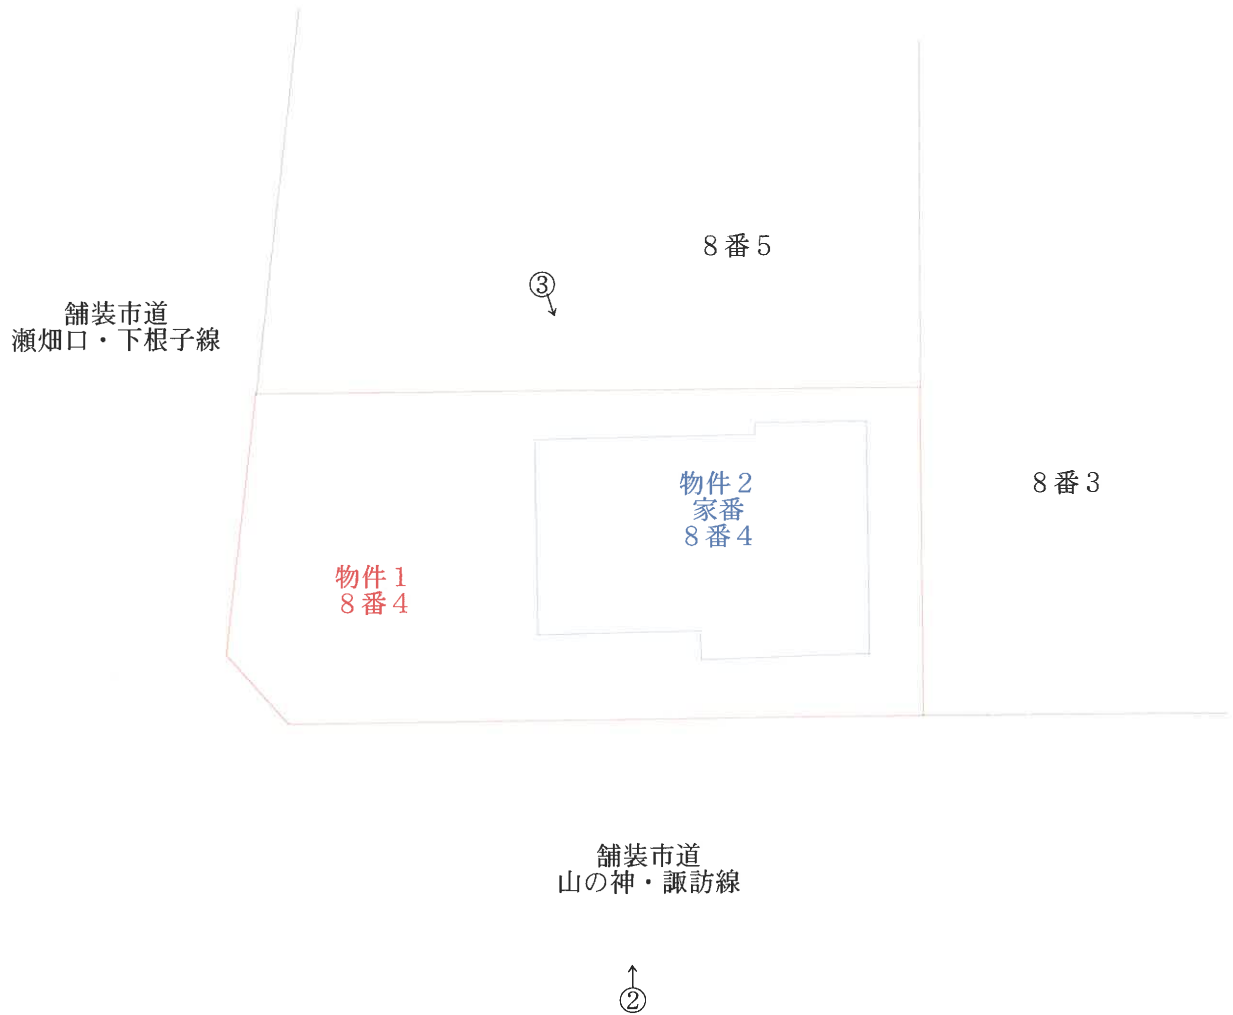 ８番５
③
舗装市道
瀬畑口・下根子線
物件２
家番
８番４
８番３
物件１
８番４
舗装市道
山の神・諏訪線
②